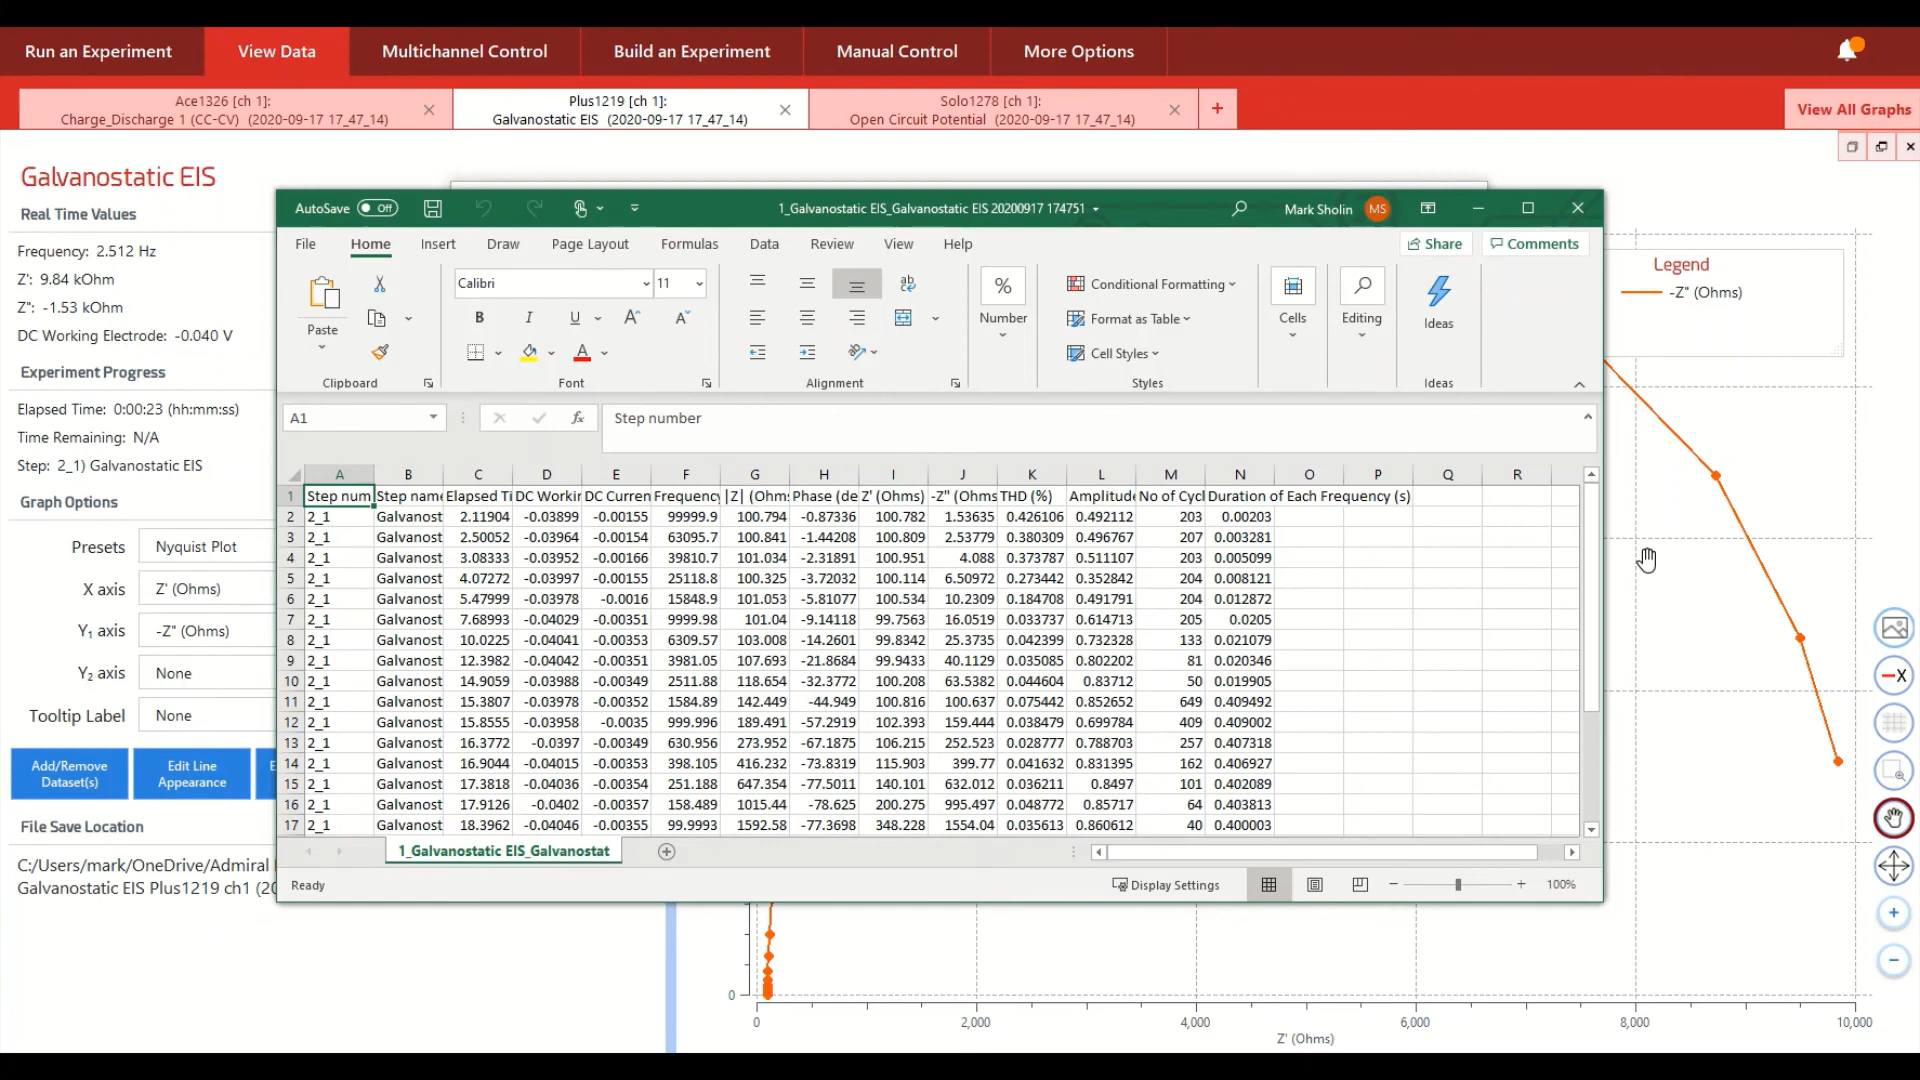 Run an Experiment
View Data
Multichannel Control
Build an Experiment
Manual Control
More Options
Ace1326 [ch 1]:
Charge_Discharge 1 (CC-CV) (2020-09-17 17_47_14)
Plus1219 [ch 1]:
Galvanostatic EIS (2020-09-17 17_47_14)
Solo1278 [ch 1]:
Open Circuit Potential (2020-09-17 17_47_14)
+
View All Graphs
Galvanostatic EIS
Real Time Values
Frequency: 2.512 Hz
Z': 9.84 kOhm
Z": -1.53 kOhm
DC Working Electrode: -0.040 V
Experiment Progress
Elapsed Time: 0:00:23 (hh:mm:ss)
Time Remaining: N/A
Step: 2_1) Galvanostatic EIS
Graph Options
Presets Nyquist Plot
X axis Z' (Ohms)
Y1 axis -Z" (Ohms)
Y2 axis None
Tooltip Label None
Add/Remove
Dataset(s)
Edit Line
Appearance
E
File Save Location
C:/Users/mark/OneDrive/Admiral
Galvanostatic EIS Plus1219 ch1 (20
AutoSave Off
1_Galvanostatic EIS_Galvanostatic EIS 20200917 174751
Mark Sholin MS
File Home Insert Draw Page Layout Formulas Data Review View Help
Share
Comments
Paste
Clipboard
Calibri 11
B I U A A
A
Font
ab
Alignment
%
Number
Conditional Formatting
Format as Table
Cell Styles
Styles
Cells
Editing
Ideas
Ideas
A1
fx
Step number
A B C D E F G H I J K L M N O P Q R
1 Step num Step name Elapsed Ti DC Workin DC Curren Frequency |Z| (Ohms Phase (de Z' (Ohms) -Z" (Ohms THD (%) Amplitude No of Cycl Duration of Each Frequency (s)
2 2_1 Galvanost 2.11904 -0.03899 -0.00155 99999.9 100.794 -0.87336 100.782 1.53635 0.426106 0.492112 203 0.00203
3 2_1 Galvanost 2.50052 -0.03964 -0.00154 63095.7 100.841 -1.44208 100.809 2.53779 0.380309 0.496767 207 0.003281
4 2_1 Galvanost 3.08333 -0.03952 -0.00166 39810.7 101.034 -2.31891 100.951 4.088 0.373787 0.511107 203 0.005099
5 2_1 Galvanost 4.07272 -0.03997 -0.00155 25118.8 100.325 -3.72032 100.114 6.50972 0.273442 0.352842 204 0.008121
6 2_1 Galvanost 5.47999 -0.03978 -0.0016 15848.9 101.053 -5.81077 100.534 10.2309 0.184708 0.491791 204 0.012872
7 2_1 Galvanost 7.68993 -0.04029 -0.00351 9999.98 101.04 -9.14118 99.7563 16.0519 0.033737 0.614713 205 0.0205
8 2_1 Galvanost 10.0225 -0.04041 -0.00353 6309.57 103.008 -14.2601 99.8342 25.3735 0.042399 0.732328 133 0.021079
9 2_1 Galvanost 12.3982 -0.04042 -0.00351 3981.05 107.693 -21.8684 99.9433 40.1129 0.035085 0.802202 81 0.020346
10 2_1 Galvanost 14.9059 -0.03988 -0.00349 2511.88 118.654 -32.3772 100.208 63.5382 0.044604 0.83712 50 0.019905
11 2_1 Galvanost 15.3807 -0.03978 -0.00352 1584.89 142.449 -44.949 100.816 100.637 0.075442 0.852652 649 0.409492
12 2_1 Galvanost 15.8555 -0.03958 -0.0035 999.996 189.491 -57.2919 102.393 159.444 0.038479 0.699784 409 0.409002
13 2_1 Galvanost 16.3772 -0.0397 -0.00349 630.956 273.952 -67.1875 106.215 252.523 0.028777 0.788703 257 0.407318
14 2_1 Galvanost 16.9044 -0.04015 -0.00353 398.105 416.232 -73.8319 115.903 399.77 0.041632 0.831395 162 0.406927
15 2_1 Galvanost 17.3818 -0.04036 -0.00354 251.188 647.354 -77.5011 140.101 632.012 0.036211 0.8497 101 0.402089
16 2_1 Galvanost 17.9126 -0.0402 -0.00357 158.489 1015.44 -78.625 200.275 995.497 0.048772 0.85717 64 0.403813
17 2_1 Galvanost 18.3962 -0.04046 -0.00355 99.9993 1592.58 -77.3698 348.228 1554.04 0.035613 0.860612 40 0.400003
1_Galvanostatic EIS_Galvanostat
Ready
Display Settings
100%
Legend
-Z" (Ohms)
-X
0
0 2,000 4,000 6,000 8,000 10,000
Z' (Ohms)